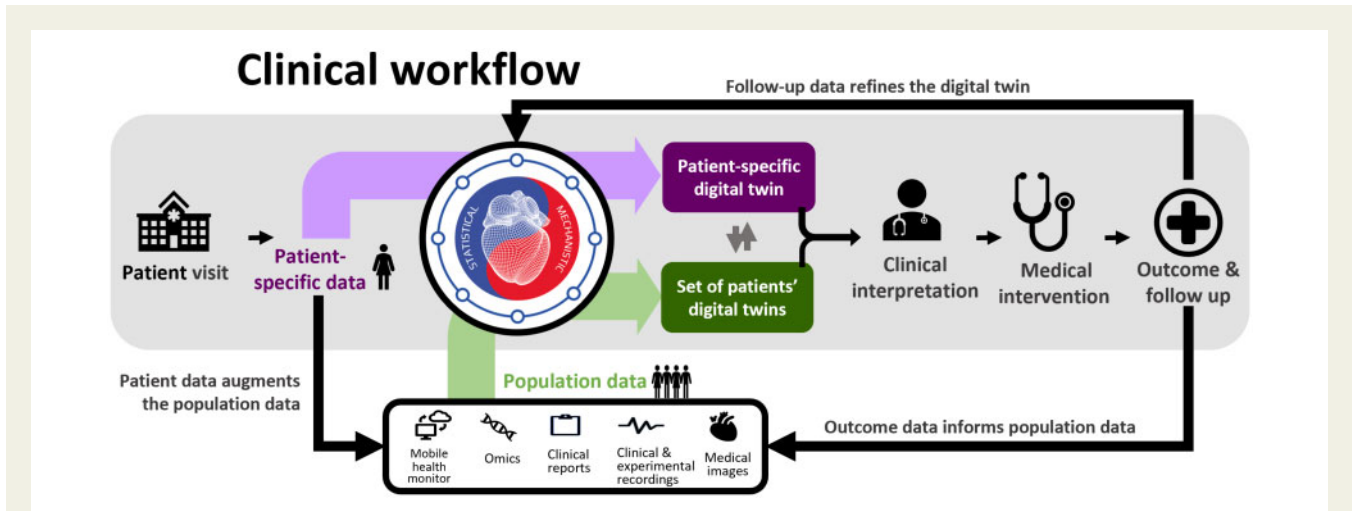 Clinical workflow
Follow-up data refines the digital twin
Patient visit
Patient-
specific data
STATISTICAL
MECHANISTIC
Patient-specific
digital twin
Set of patients'
digital twins
Clinical
interpretation
Medical
intervention
Outcome &
follow up
Patient data augments
the population data
Population data
Outcome data informs population data
Mobile
health
monitor
Omics
Clinical
reports
Clinical &
experimental
recordings
Medical
images